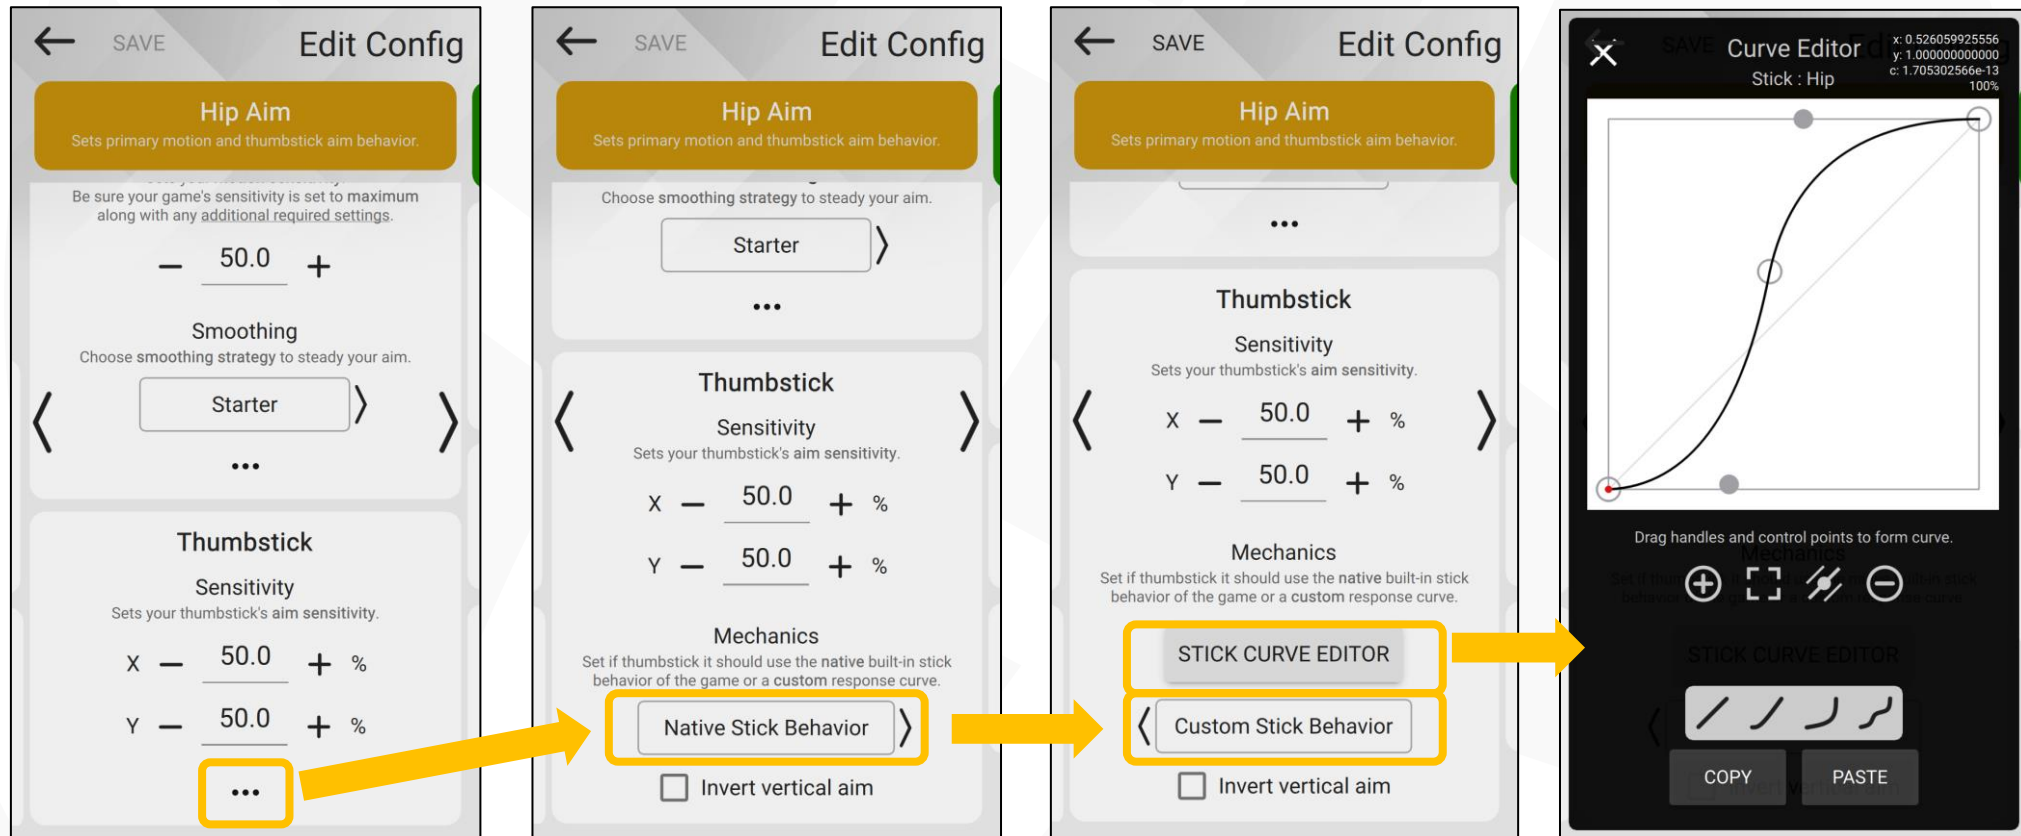 SAVE
Edit Config
Hip Aim
Sets primary motion and thumbstick aim behavior.
Be sure your game's sensitivity is set to maximum
along with any additional required settings.
− 50.0 +
Smoothing
Choose smoothing strategy to steady your aim.
Starter
•••
Thumbstick
Sensitivity
Sets your thumbstick's aim sensitivity.
X − 50.0 + %
Y − 50.0 + %
•••
SAVE
Edit Config
Hip Aim
Sets primary motion and thumbstick aim behavior.
Choose smoothing strategy to steady your aim.
Starter
•••
Thumbstick
Sensitivity
Sets your thumbstick's aim sensitivity.
X − 50.0 + %
Y − 50.0 + %
Mechanics
Set if thumbstick it should use the native built-in stick
behavior of the game or a custom response curve.
Native Stick Behavior
Invert vertical aim
SAVE
Edit Config
Hip Aim
Sets primary motion and thumbstick aim behavior.
•••
Thumbstick
Sensitivity
Sets your thumbstick's aim sensitivity.
X − 50.0 + %
Y − 50.0 + %
Mechanics
Set if thumbstick it should use the native built-in stick
behavior of the game or a custom response curve.
STICK CURVE EDITOR
Custom Stick Behavior
Invert vertical aim
SAVE
Curve Editor
Stick : Hip
x: 0.526059925556
y: 1.000000000000
c: 1.705302566e-13
100%
Drag handles and control points to form curve.
Mechanics
STICK CURVE EDITOR
COPY
PASTE
Invert vertical aim